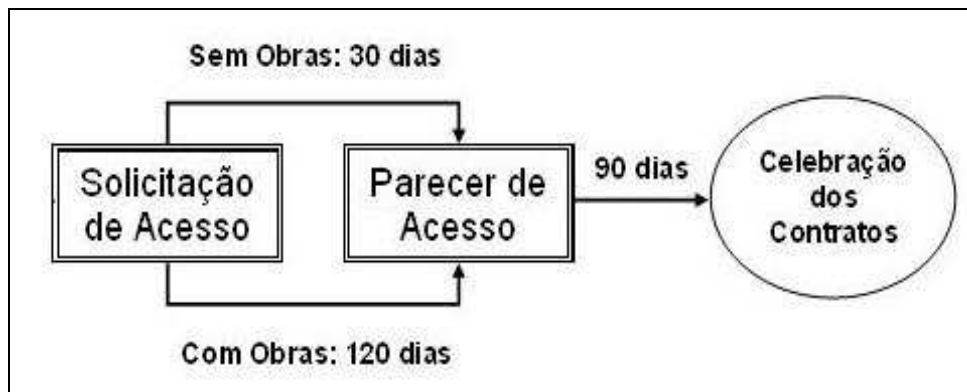 Sem Obras: 30 dias
Solicitação
de Acesso
Parecer de
Acesso
90 dias
Celebração
dos
Contratos
Com Obras: 120 dias